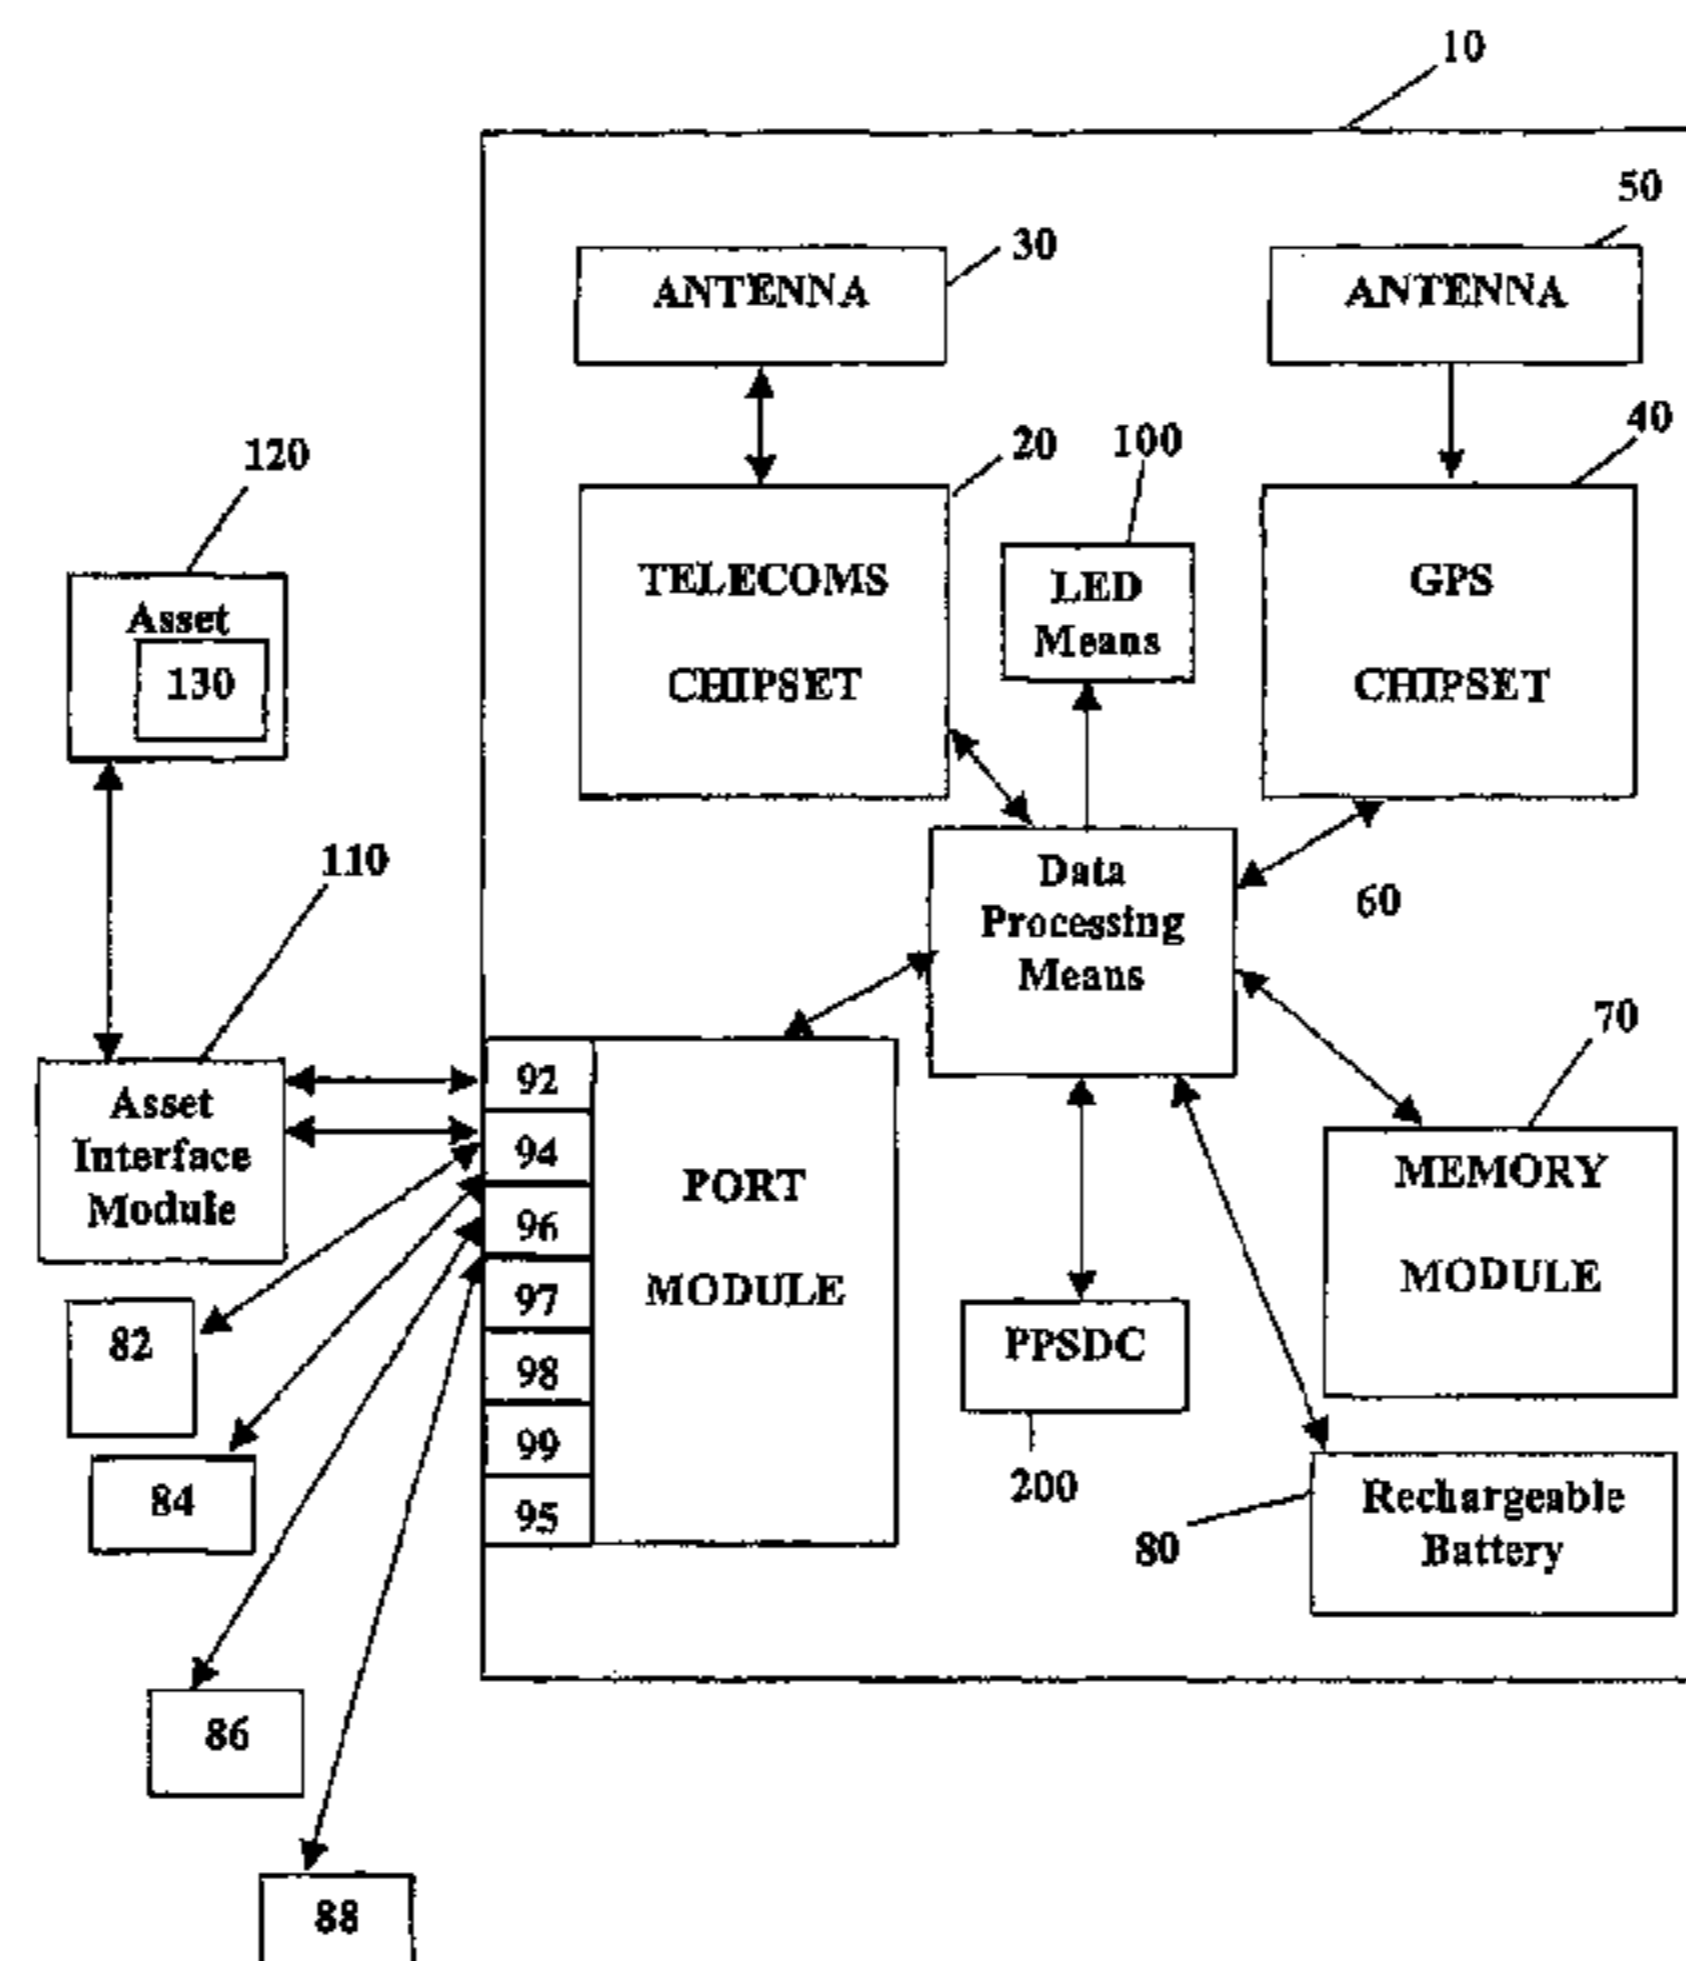 10
50
30
ANTENNA
ANTENNA
40
20
100
120
TELECOMS
CHIPSET
LED
Means
GPS
CHIPSET
Asset
130
110
Data
Processing
Means
60
70
92
94
96
97
98
99
95
PORT
MODULE
Asset
Interface
Module
MEMORY
MODULE
82
PPSDC
200
84
80
Rechargeable
Battery
86
88